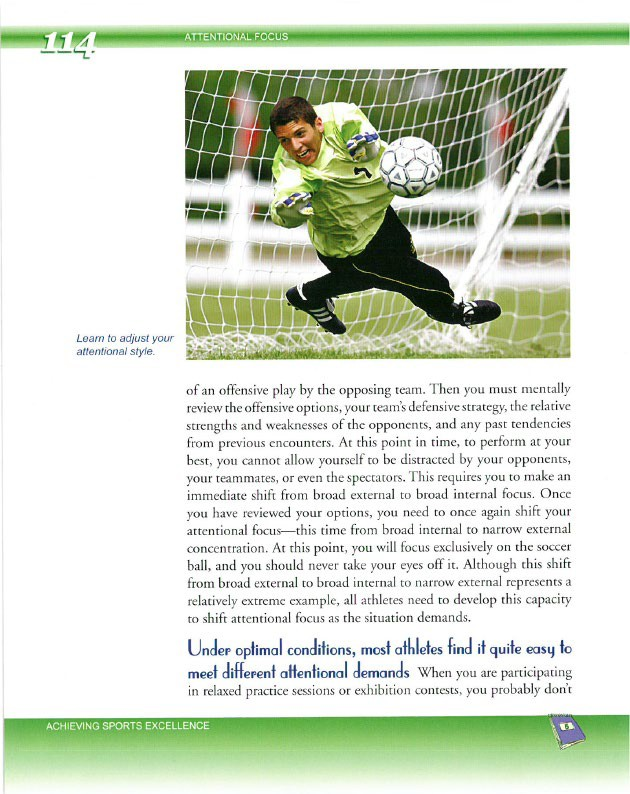 114
ATTENTIONAL FOCUS
7
Learn to adjust your
attentional style.
of an offensive play by the opposing team. Then you must mentally
review the offensive options, your team's defensive strategy, the relative
strengths and weaknesses of the opponents, and any past tendencies
from previous encounters. At this point in time, to perform at your
best, you cannot allow yourself to be distracted by your opponents,
your teammates, or even the spectators. This requires you to make an
immediate shift from broad external to broad internal focus. Once
you have reviewed your options, you need to once again shift your
attentional focus—this time from broad internal to narrow external
concentration. At this point, you will focus exclusively on the soccer
ball, and you should never take your eyes off it. Although this shift
from broad external to broad internal to narrow external represents a
relatively extreme example, all athletes need to develop this capacity
to shift attentional focus as the situation demands.
Under optimal conditions, most athletes find it quite easy to
meet different attentional demands When you are participating
in relaxed practice sessions or exhibition contests, you probably don't
ACHIEVING SPORTS EXCELLENCE